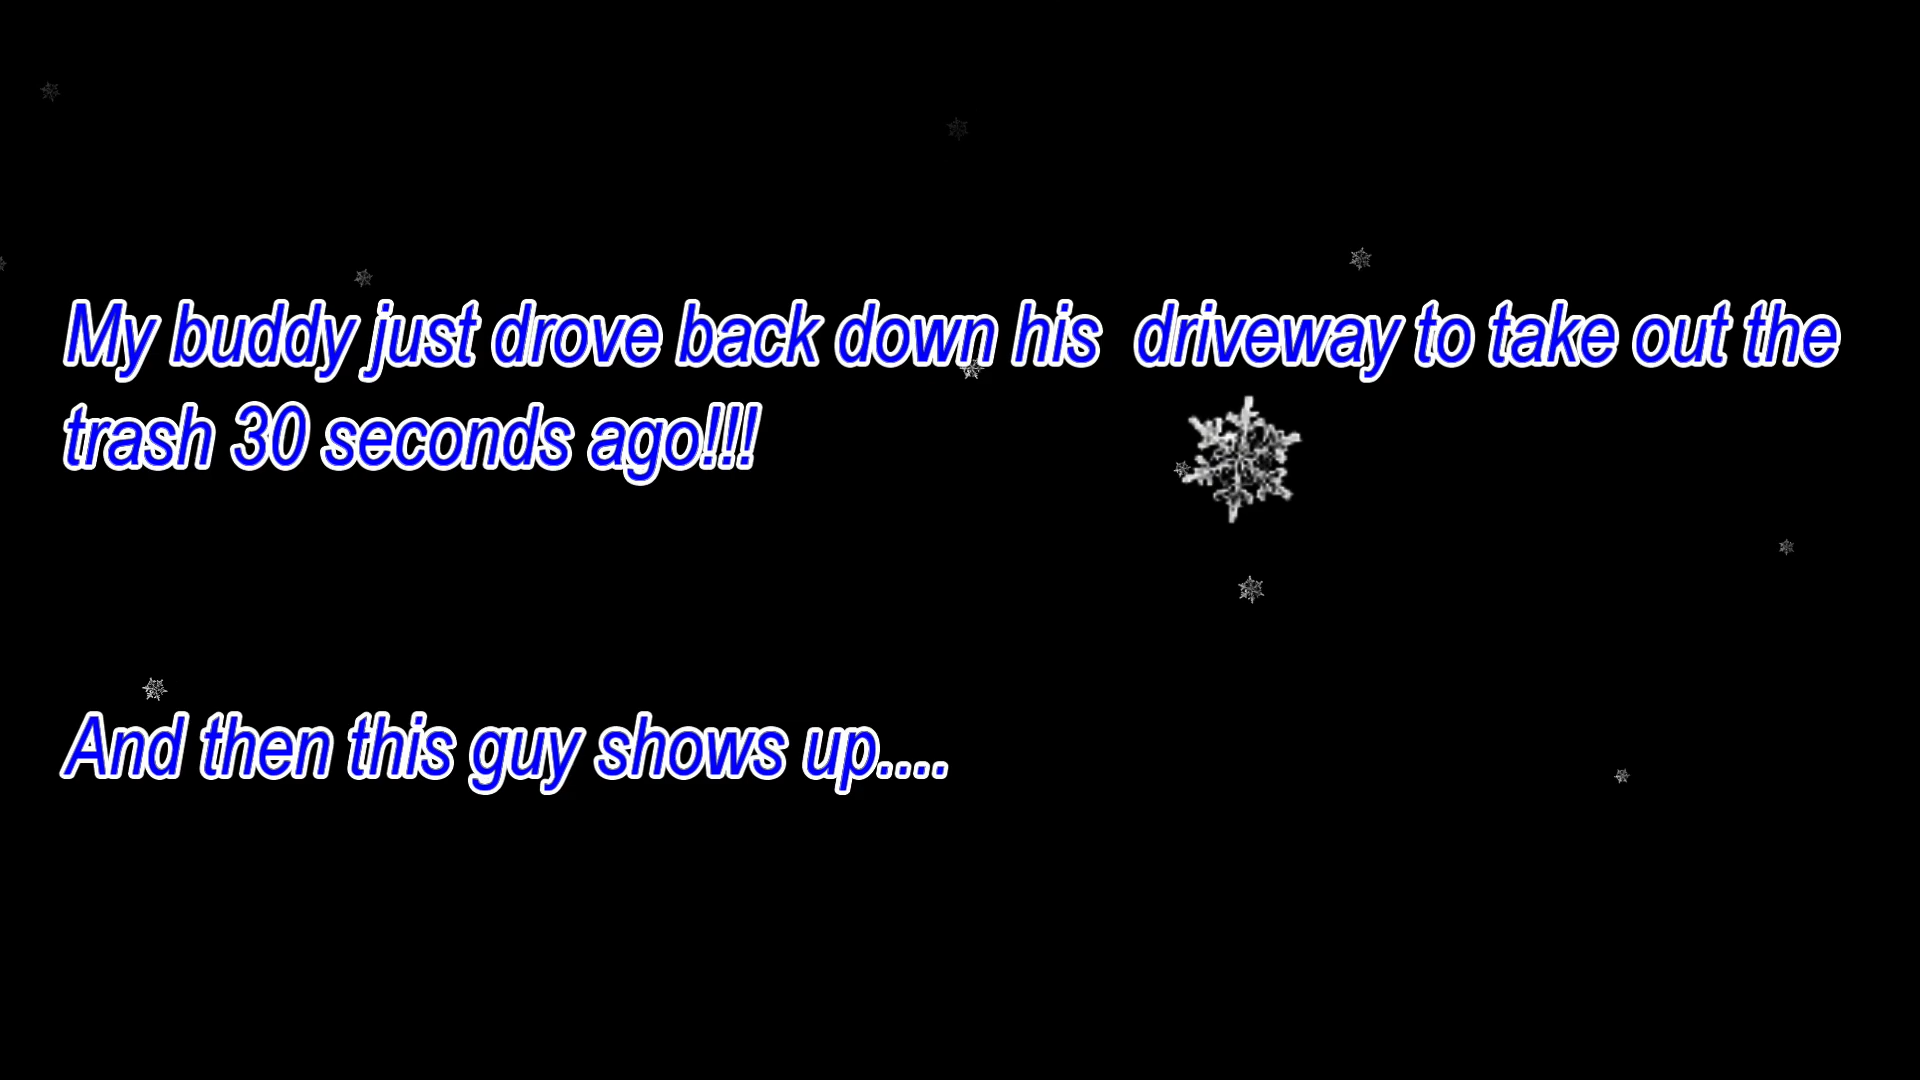 My buddy just drove back down his  driveway to take out the
trash 30 seconds ago!!!
And then this guy shows up....